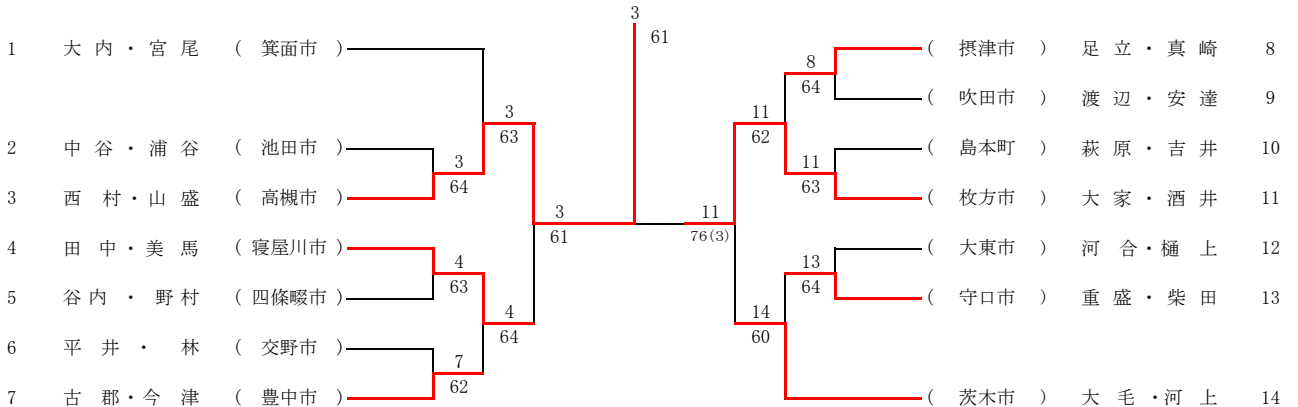 3
61
1 大内・宮尾 ( 箕面市 )
2 中谷・浦谷 ( 池田市 )
3 西村・山盛 ( 高槻市 )
4 田中・美馬 ( 寝屋川市 )
5 谷内・野村 ( 四條畷市 )
6 平井・林 ( 交野市 )
7 古郡・今津 ( 豊中市 )
3
64
4
63
7
62
3
63
4
64
3
61
11
76(3)
11
62
14
60
8
64
11
63
13
64
( 摂津市 ) 足立・真崎 8
( 吹田市 ) 渡辺・安達 9
( 島本町 ) 萩原・吉井 10
( 枚方市 ) 大家・酒井 11
( 大東市 ) 河合・樋上 12
( 守口市 ) 重盛・柴田 13
( 茨木市 ) 大毛・河上 14